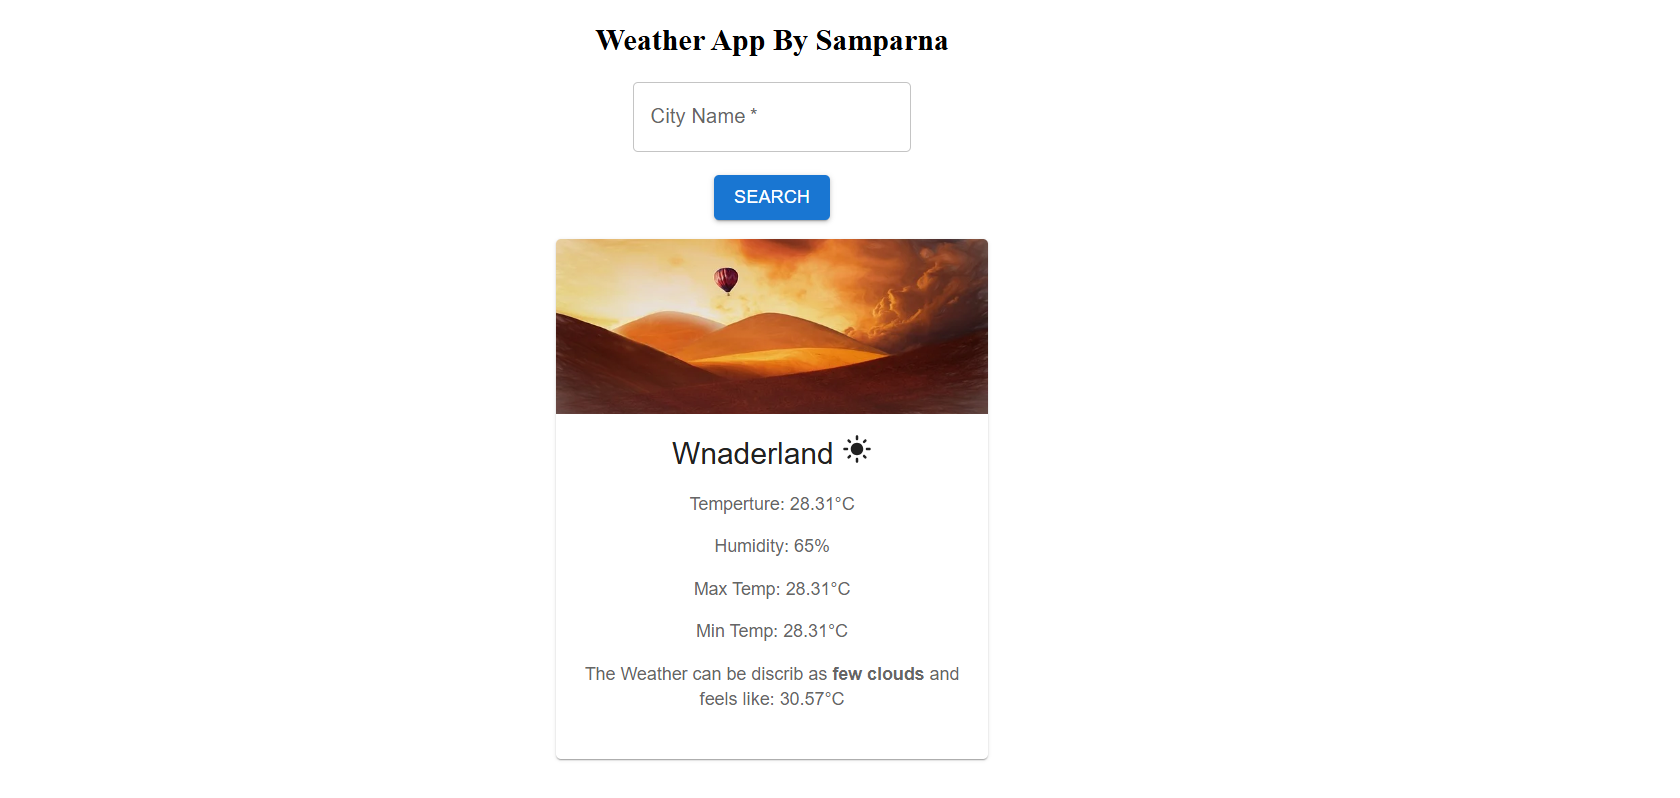 Weather App By Samparna
City Name *
SEARCH
Wnaderland
Temperture: 28.31°C
Humidity: 65%
Max Temp: 28.31°C
Min Temp: 28.31°C
The Weather can be discrib as few clouds and
feels like: 30.57°C